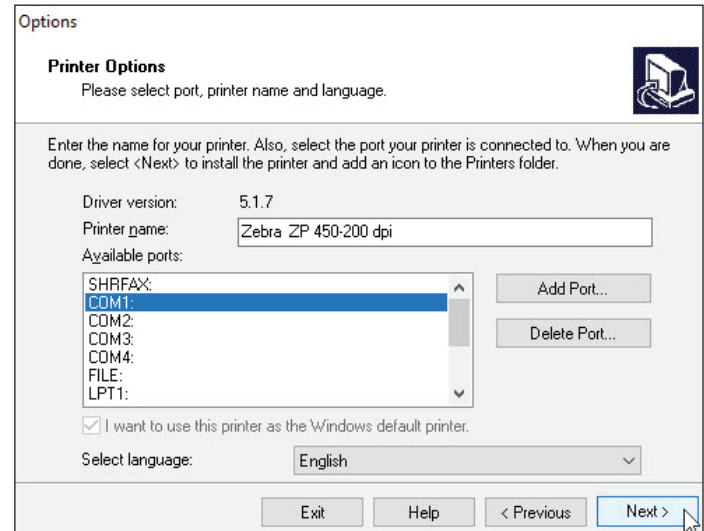 Options
Printer Options
Please select port, printer name and language.
Enter the name for your printer. Also, select the port your printer is connected to. When you are
done, select <Next> to install the printer and add an icon to the Printers folder.
Driver version: 5.1.7
Printer name: Zebra ZP 450-200 dpi
Available ports:
SHRFAX:
COM1:
COM2:
COM3:
COM4:
FILE:
LPT1:
Add Port...
Delete Port...
I want to use this printer as the Windows default printer.
Select language: English
Exit Help < Previous Next >